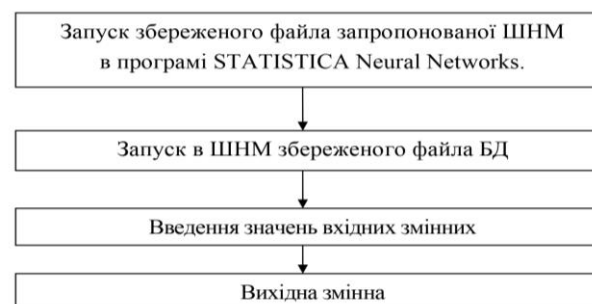 Запуск збереженого файла запропонованої ШНМ
в програмі STATISTICA Neural Networks.
Запуск в ШНМ збереженого файла БД
Введення значень вхідних змінних
Вихідна змінна